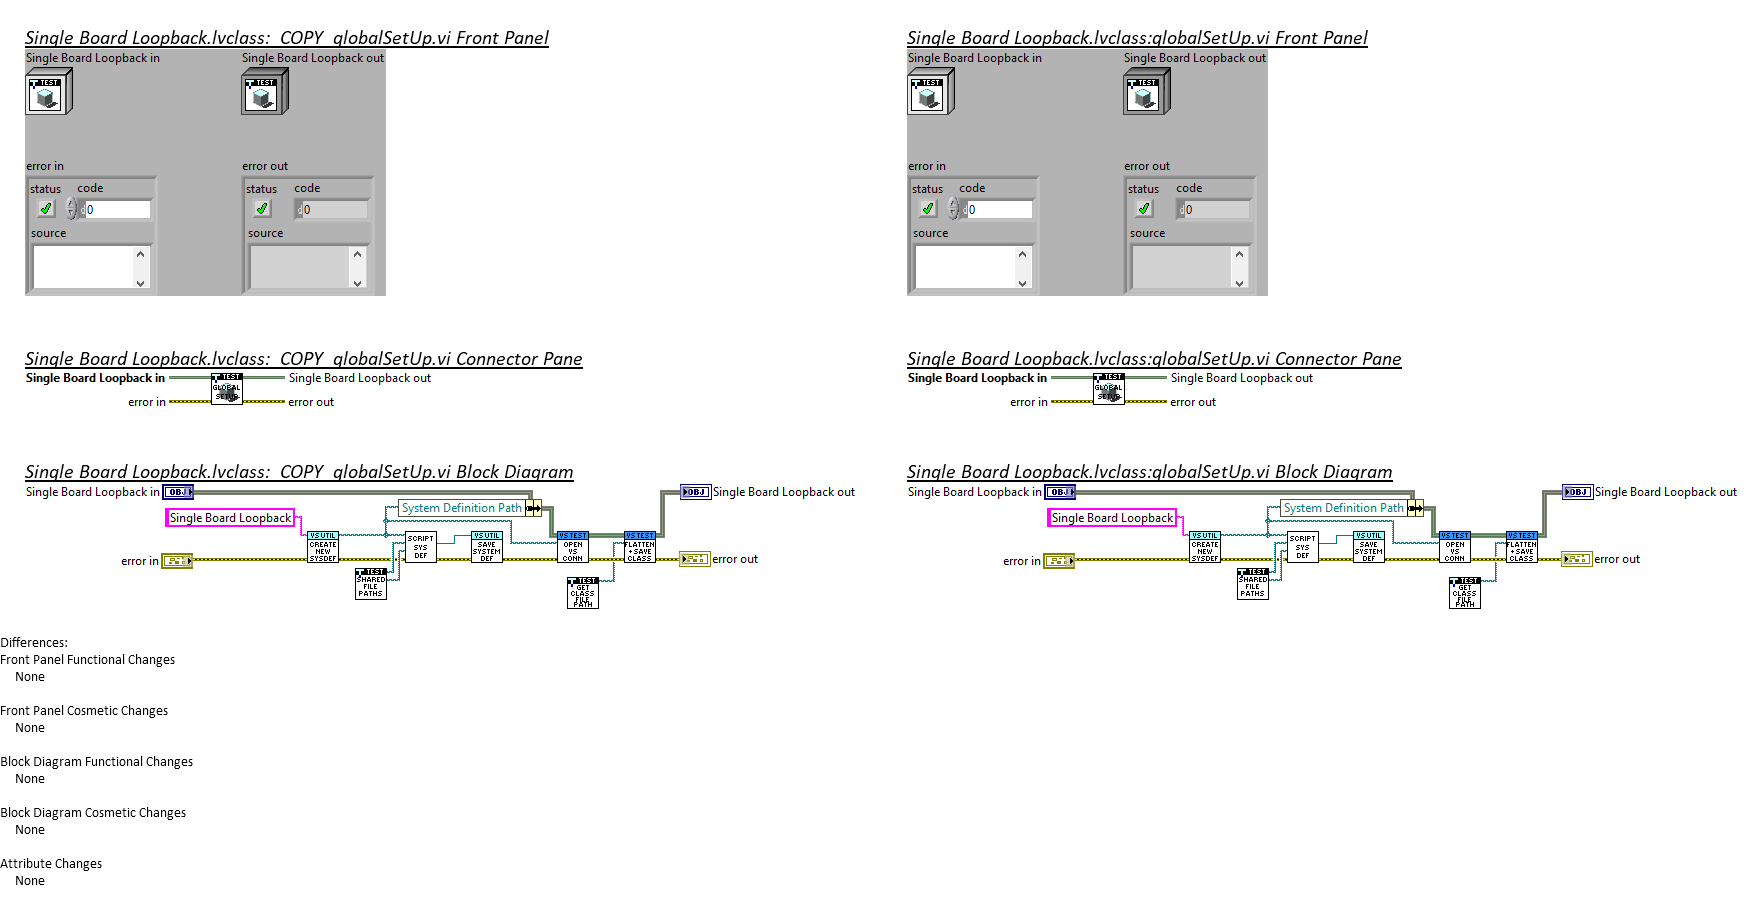 Single Board Loopback.lvclass:_COPY_globalSetUp.vi Front Panel
Single Board Loopback in
Single Board Loopback out
TEST
TEST
error in
error out
status code
status code
0
0
source
source
Single Board Loopback.lvclass:_COPY_globalSetUp.vi Connector Pane
Single Board Loopback in
TEST
GLOBAL
SETUP
Single Board Loopback out
error in
error out
Single Board Loopback.lvclass:_COPY_globalSetUp.vi Block Diagram
Single Board Loopback in
OBJ
OBJ
Single Board Loopback out
System Definition Path
Single Board Loopback
VS UTIL
CREATE
NEW
SYSDEF
SCRIPT
SYS
DEF
VS UTIL
SAVE
SYSTEM
DEF
VS TEST
OPEN
VS
CONN
VS TEST
FLATTEN
+ SAVE
CLASS
error in
error out
TEST
SHARED
FILE
PATHS
TEST
GET
CLASS
FILE
PATH
Single Board Loopback.lvclass:globalSetUp.vi Front Panel
Single Board Loopback in
Single Board Loopback out
TEST
TEST
error in
error out
status code
status code
0
0
source
source
Single Board Loopback.lvclass:globalSetUp.vi Connector Pane
Single Board Loopback in
TEST
GLOBAL
SETUP
Single Board Loopback out
error in
error out
Single Board Loopback.lvclass:globalSetUp.vi Block Diagram
Single Board Loopback in
OBJ
OBJ
Single Board Loopback out
System Definition Path
Single Board Loopback
VS UTIL
CREATE
NEW
SYSDEF
SCRIPT
SYS
DEF
VS UTIL
SAVE
SYSTEM
DEF
VS TEST
OPEN
VS
CONN
VS TEST
FLATTEN
+ SAVE
CLASS
error in
error out
TEST
SHARED
FILE
PATHS
TEST
GET
CLASS
FILE
PATH
Differences:
Front Panel Functional Changes
None
Front Panel Cosmetic Changes
None
Block Diagram Functional Changes
None
Block Diagram Cosmetic Changes
None
Attribute Changes
None